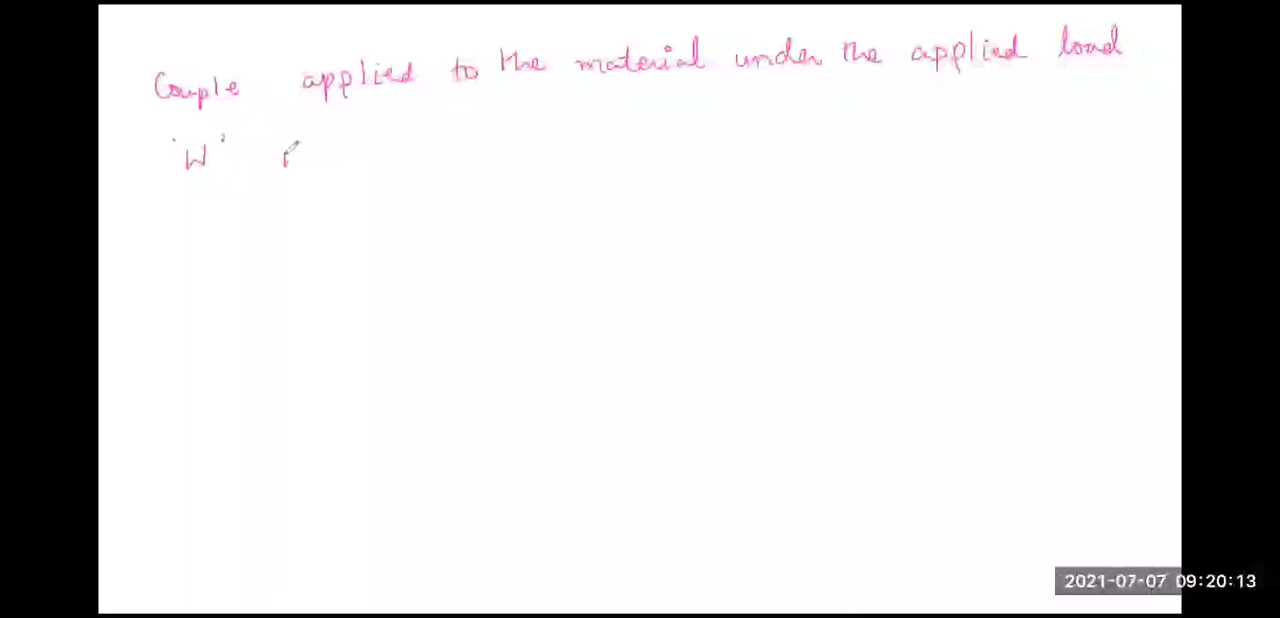 Couple applied to the material under the applied load
'W'
2021-07-07 09:20:13